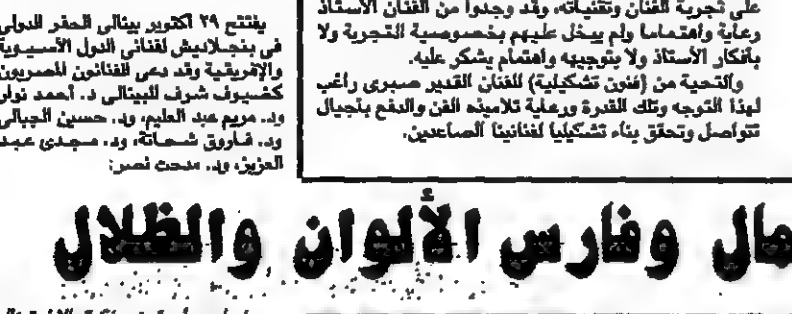 على تجربة الفنان وتقنياته، وقد وجدوا من الفنان الأستاذ
رعاية واهتماما ولم يبخل عليهم بخصوصية التجربة ولا
بأفكار الأستاذ ولا بتوجيهه واهتمام يشكر عليه.
والتحية من (فنون تشكيلية) للفنان القدير صبرى راغب
لهذا التوجه وتلك القدرة ورعاية تلاميذه الفن والدفع بأجيال
تتواصل وتحقق بناء تشكيليا لفنانينا الصاعدين.
يفتتح ٢٩ أكتوبر بينالى الحفر الدولى
فى بنجلاديش لفنانى الدول الآسيوية
والإفريقية وقد دعى الفنانون المصريون
كضيوف شرف للبينالى د. أحمد نوار
ود. مريم عبد العليم، ود. حسين الجبالى
ود. فاروق شحاتة، ود. مجدى عبد
العزيز، ود. مدحت نصر:
مال وفارس الألوان والظلال